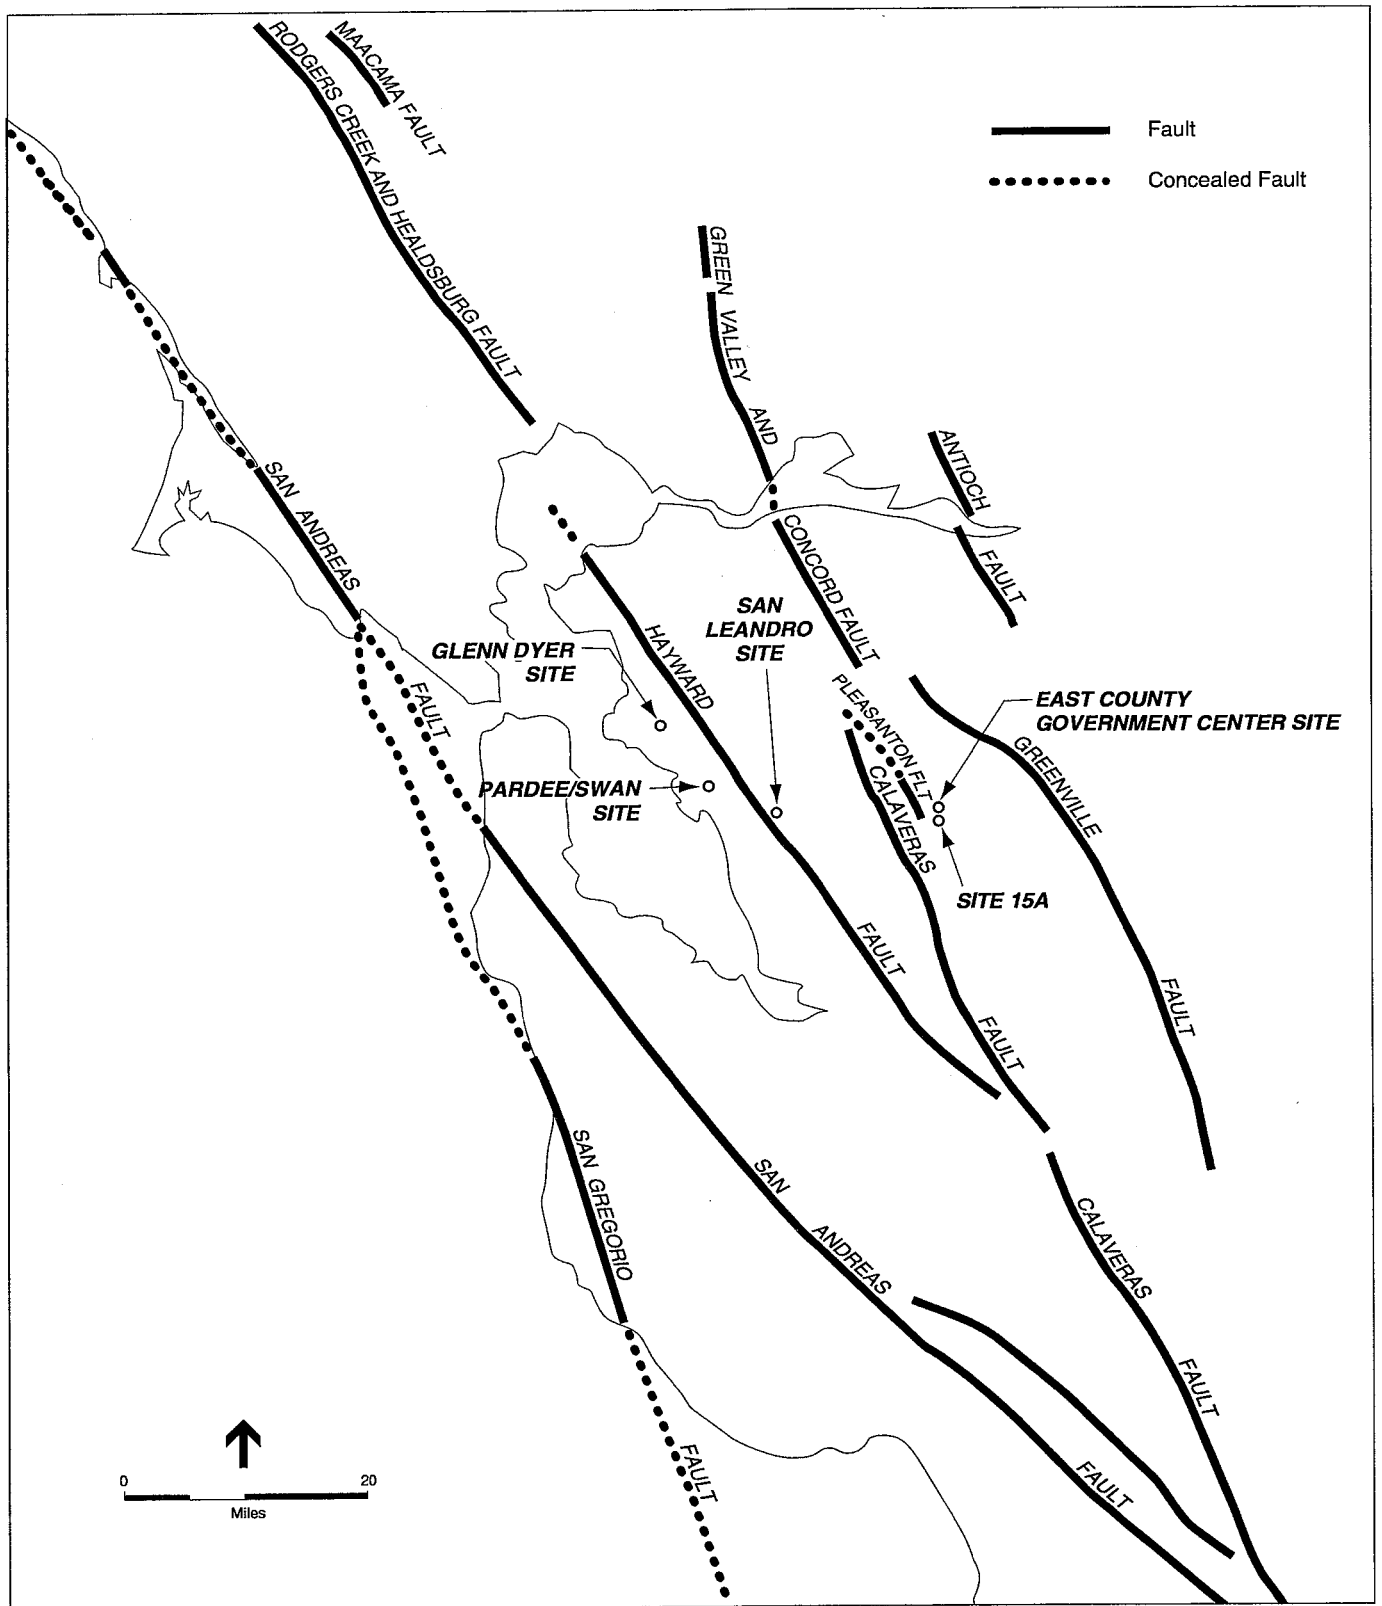 RODGERS CREEK AND HEALDSBURG FAULT
MAACAMA FAULT
Fault
Concealed Fault
GREEN VALLEY AND
CONCORD FAULT
ANTIOCH
FAULT
SAN ANDREAS
FAULT
GLENN DYER
SITE
HAYWARD
FAULT
SAN
LEANDRO
SITE
PLEASANTON FLT
CALAVERAS
FAULT
EAST COUNTY
GOVERNMENT CENTER SITE
GREENVILLE
FAULT
PARDEE/SWAN
SITE
SITE 15A
SAN GREGORIO
FAULT
SAN
ANDREAS
FAULT
CALAVERAS
FAULT
0
20
Miles